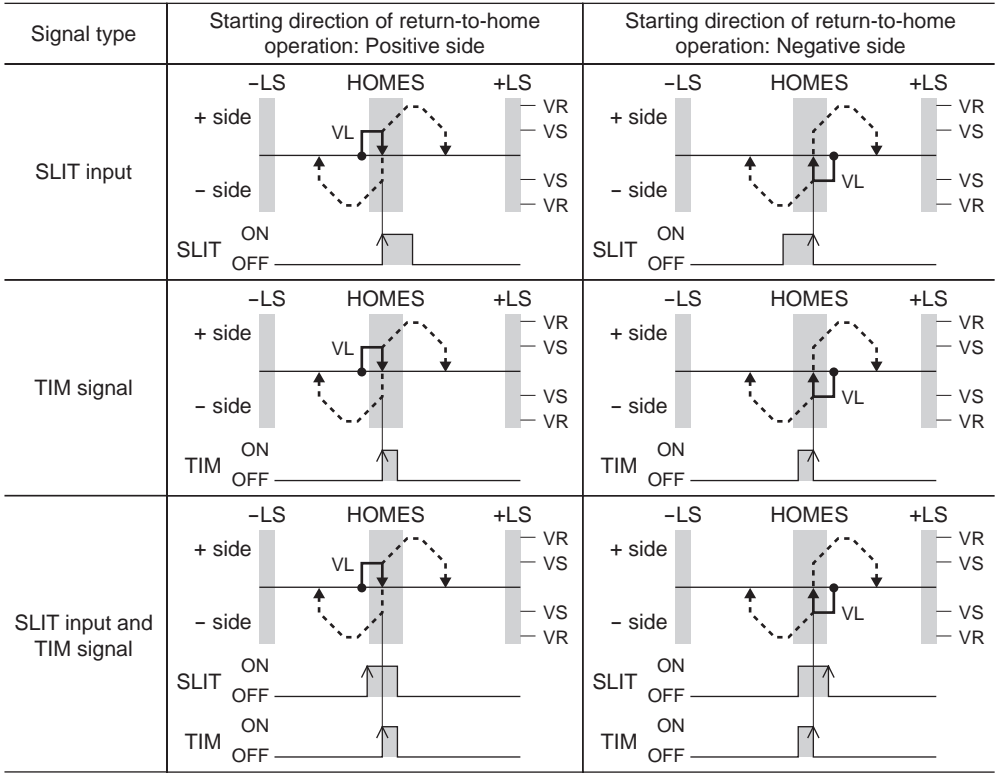 Signal type
Starting direction of return-to-home
operation: Positive side
Starting direction of return-to-home
operation: Negative side
SLIT input
−LS HOMES +LS
+ side
VL
VR
VS
− side
VS
VR
SLIT
ON
OFF
−LS HOMES +LS
+ side
VR
VS
− side
VL
VS
VR
SLIT
ON
OFF
TIM signal
−LS HOMES +LS
+ side
VL
VR
VS
− side
VS
VR
TIM
ON
OFF
−LS HOMES +LS
+ side
VR
VS
− side
VL
VS
VR
TIM
ON
OFF
SLIT input and
TIM signal
−LS HOMES +LS
+ side
VL
VR
VS
− side
VS
VR
SLIT
ON
OFF
TIM
ON
OFF
−LS HOMES +LS
+ side
VR
VS
− side
VL
VS
VR
SLIT
ON
OFF
TIM
ON
OFF